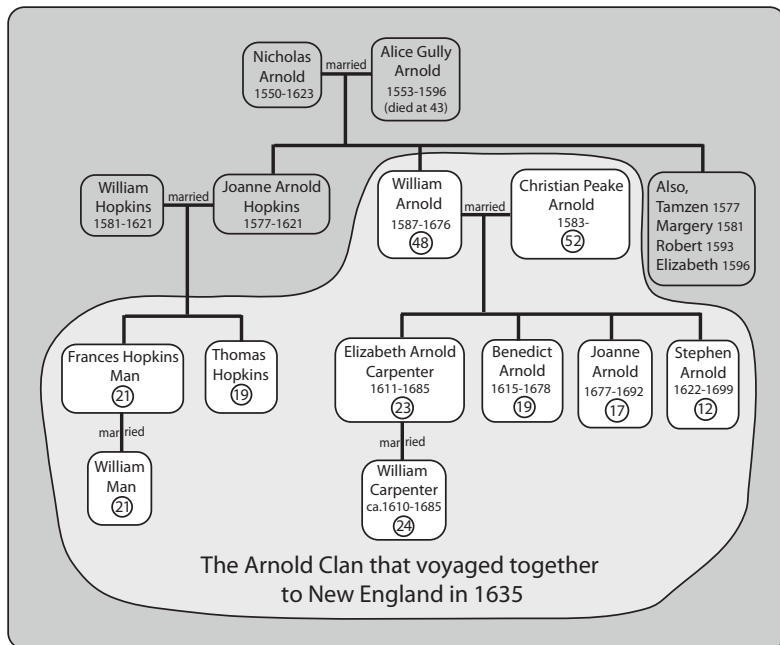 Nicholas
Arnold
1550-1623
married
Alice Gully
Arnold
1553-1596
(died at 43)
William
Hopkins
1581-1621
married
Joanne Arnold
Hopkins
1577-1621
William
Arnold
1587-1676
48
married
Christian Peake
Arnold
1583-
52
Also,
Tamzen 1577
Margery 1581
Robert 1593
Elizabeth 1596
Frances Hopkins
Man
21
Thomas
Hopkins
19
Elizabeth Arnold
Carpenter
1611-1685
23
Benedict
Arnold
1615-1678
19
Joanne
Arnold
1677-1692
17
Stephen
Arnold
1622-1699
12
married
William
Man
21
married
William
Carpenter
ca.1610-1685
24
The Arnold Clan that voyaged together
to New England in 1635